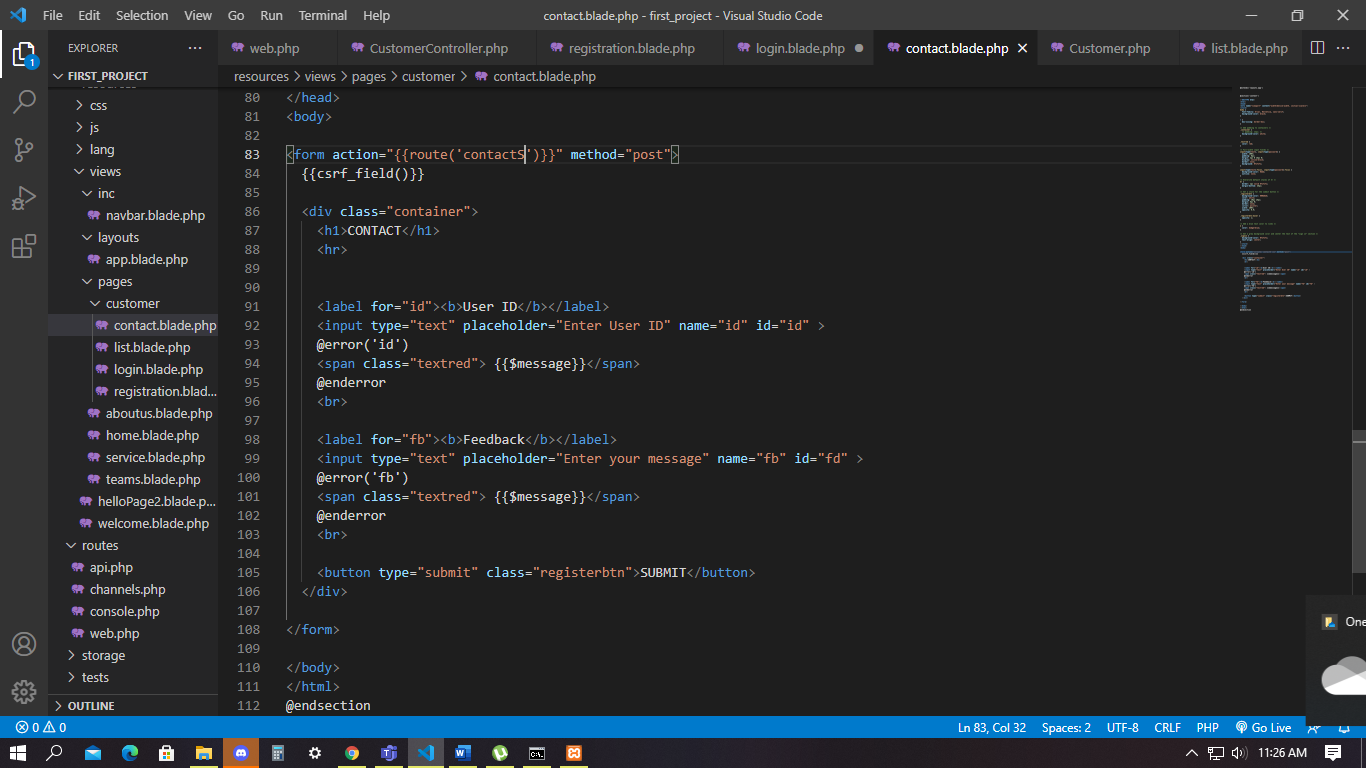 File Edit Selection View Go Run Terminal Help contact.blade.php - first_project - Visual Studio Code
EXPLORER
web.php CustomerController.php registration.blade.php login.blade.php contact.blade.php Customer.php list.blade.php
FIRST_PROJECT
resources > views > pages > customer > contact.blade.php
css
js
lang
views
inc
navbar.blade.php
layouts
app.blade.php
pages
customer
contact.blade.php
list.blade.php
login.blade.php
registration.blad...
aboutus.blade.php
home.blade.php
service.blade.php
teams.blade.php
helloPage2.blade.p...
welcome.blade.php
routes
api.php
channels.php
console.php
web.php
storage
tests
OUTLINE
1
80 </head>
81 <body>
82
83 <form action="{{route('contactS')}}" method="post">
84 {{csrf_field()}}
85
86 <div class="container">
87 <h1>CONTACT</h1>
88 <hr>
89
90
91 <label for="id"><b>User ID</b></label>
92 <input type="text" placeholder="Enter User ID" name="id" id="id" >
93 @error('id')
94 <span class="textred"> {{$message}}</span>
95 @enderror
96 <br>
97
98 <label for="fb"><b>Feedback</b></label>
99 <input type="text" placeholder="Enter your message" name="fb" id="fd" >
100 @error('fb')
101 <span class="textred"> {{$message}}</span>
102 @enderror
103 <br>
104
105 <button type="submit" class="registerbtn">SUBMIT</button>
106 </div>
107
108 </form>
109
110 </body>
111 </html>
112 @endsection
One
0 0 Ln 83, Col 32 Spaces: 2 UTF-8 CRLF PHP Go Live
11:26 AM